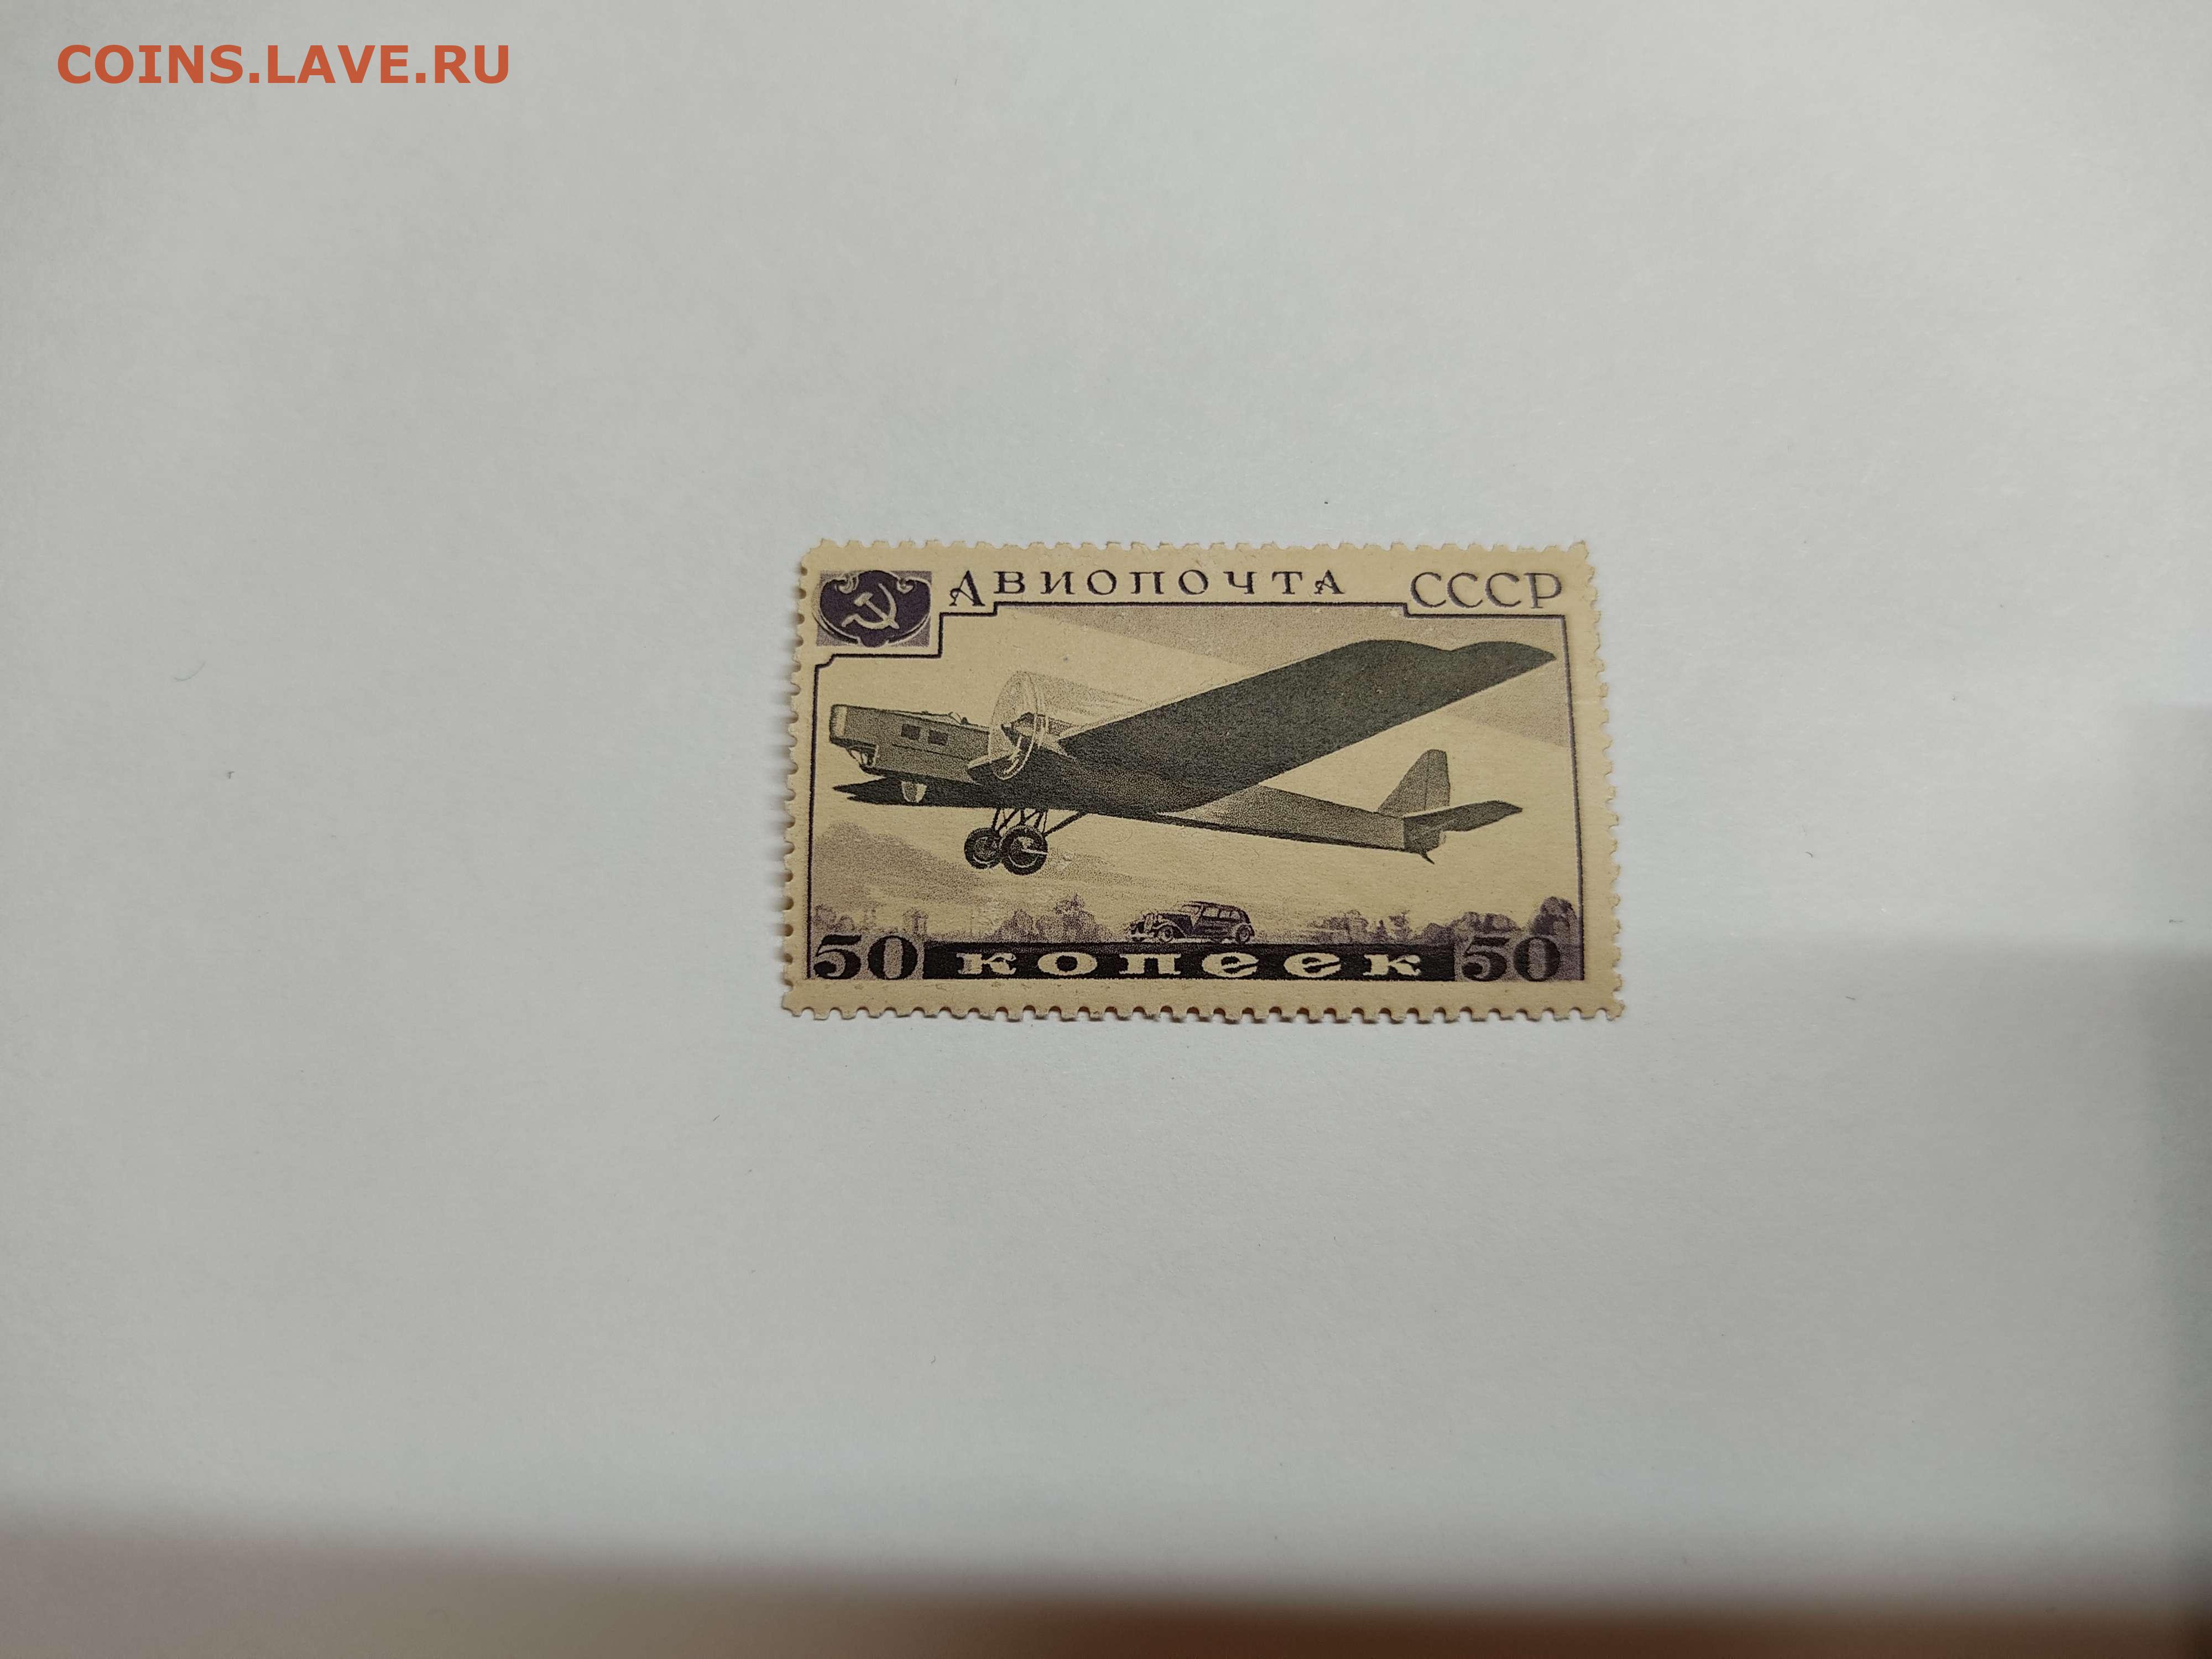 COINS.LAVE.RU
АВИОПОЧТА СССР
50 КОПЕЕК 50